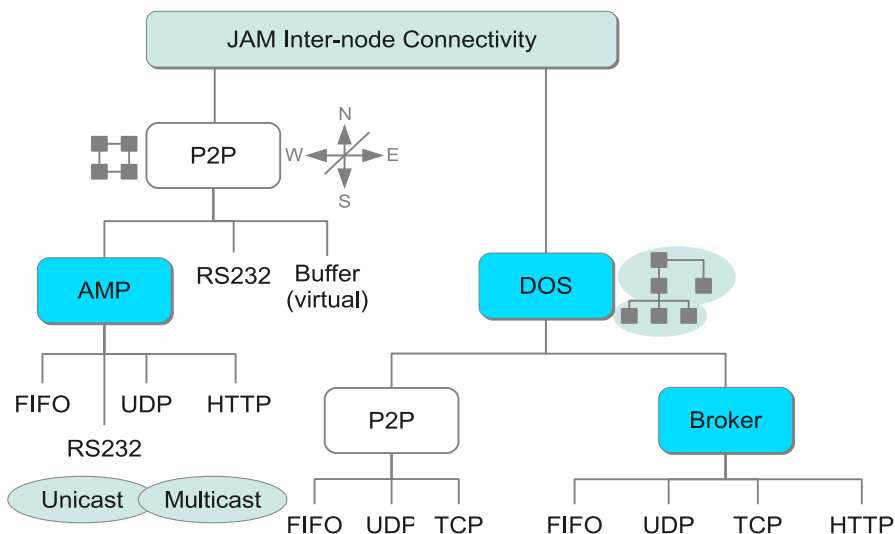 JAM Inter-node Connectivity
N
P2P
W
E
S
RS232
Buffer
(virtual)
AMP
DOS
FIFO
UDP
HTTP
RS232
P2P
Broker
Unicast
Multicast
FIFO
UDP
TCP
FIFO
UDP
TCP
HTTP